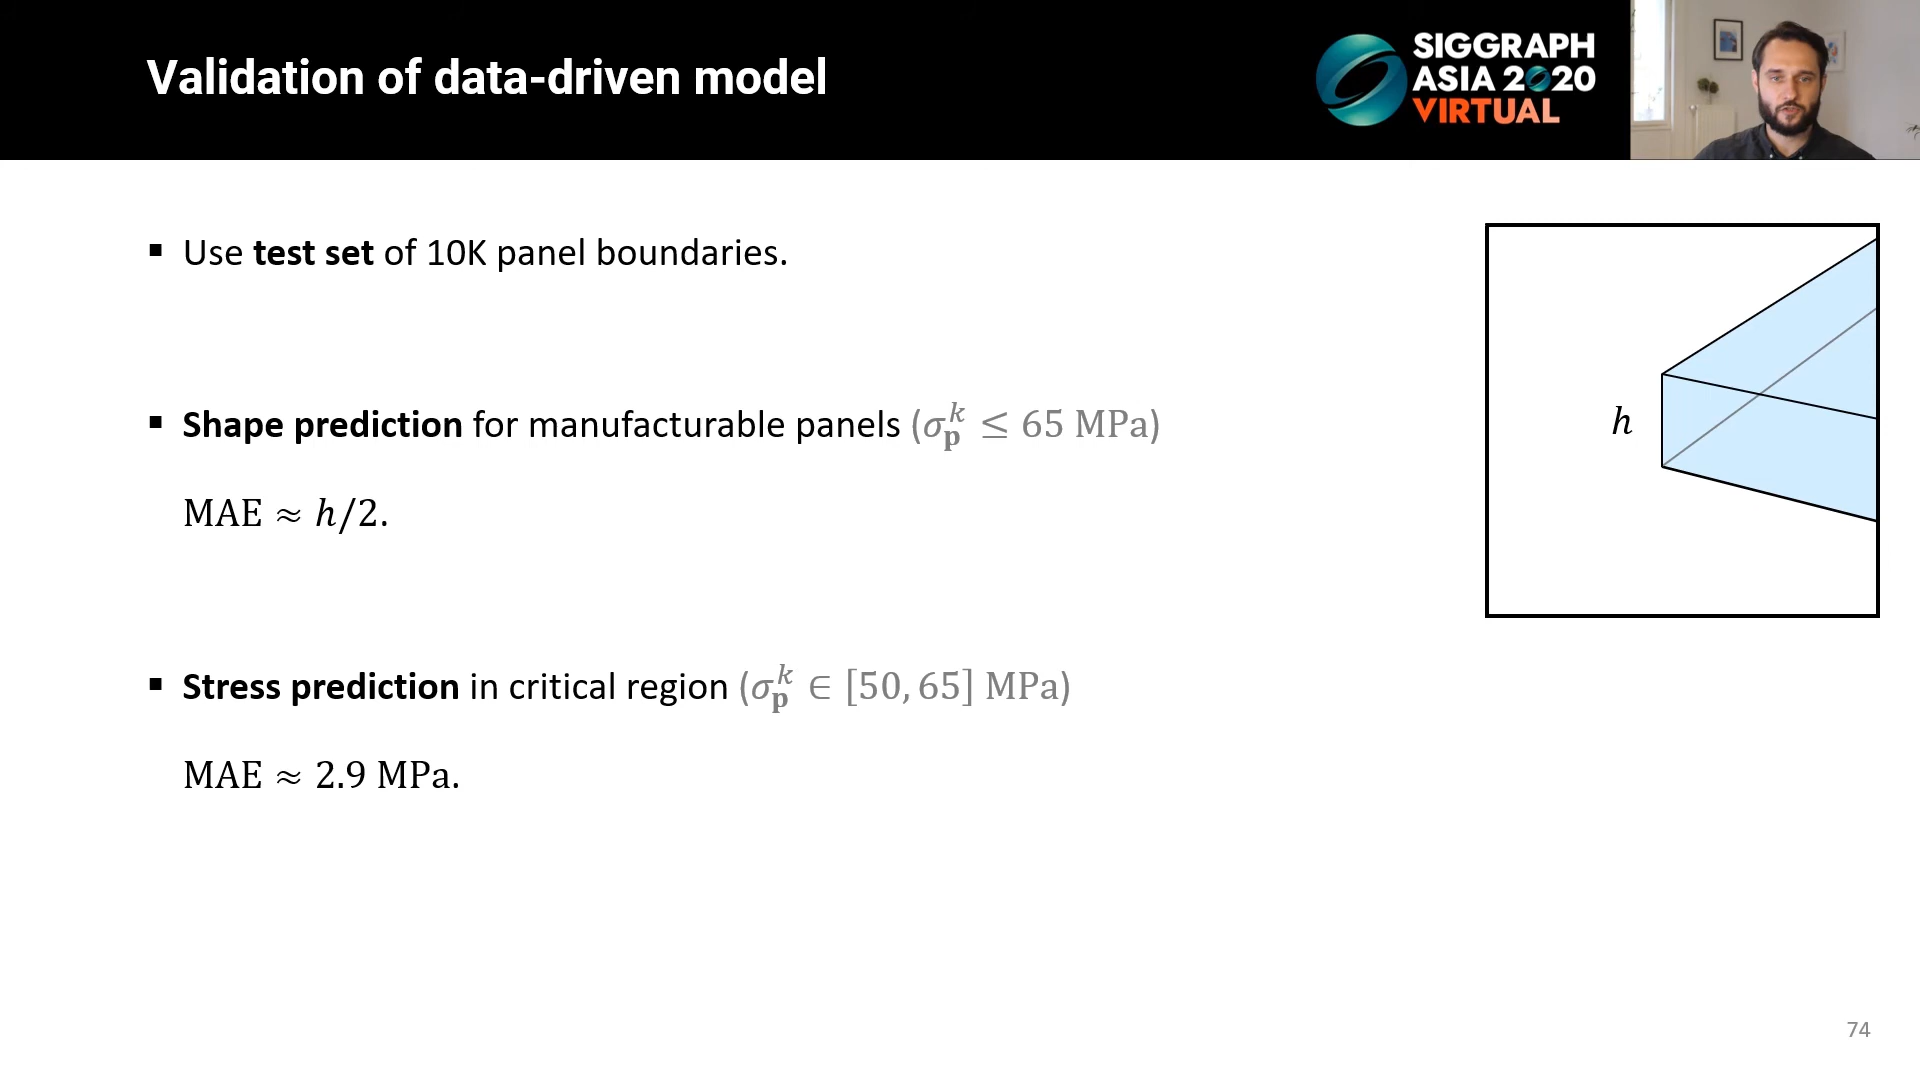 Validation of data-driven model
SIGGRAPH
ASIA 2020
VIRTUAL
▪ Use test set of 10K panel boundaries.
▪ Shape prediction for manufacturable panels (σ_𝐩^k ≤ 65 MPa)
MAE ≈ h/2.
h
▪ Stress prediction in critical region (σ_𝐩^k ∈ [50, 65] MPa)
MAE ≈ 2.9 MPa.
74